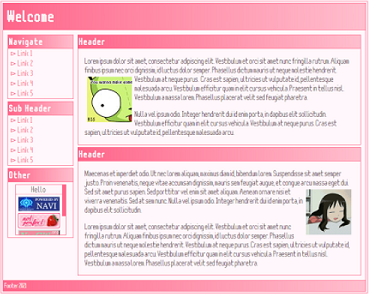 Welcome
Navigate
Link 1
Link 2
Link 3
Link 4
Link 5
Sub Header
Link 1
Link 2
Link 3
Link 4
Link 5
Other
Hello
POWERED BY
NAVI
Header
Lorem ipsum dolor sit amet, consectetur adipiscing elit. Vestibulum et orci sit amet nunc fringilla rutrum. Aliquam
finibus ipsum nec orci dignissim, id luctus dolor semper. Phasellus dictum mauris ut neque molestie hendrerit.
Vestibulum at neque purus. Cras est sapien, ultricies ut vulputate id, pellentesque
malesuada arcu. Vestibulum efficitur quam in elit cursus vehicula. Praesent in tellus nisl.
Vestibulum a massa lorem. Phasellus placerat velit sed feugiat pharetra.
Nulla vel ipsum odio. Integer hendrerit dui id enim porta, in dapibus elit sollicitudin.
Vestibulum efficitur quam in elit cursus vehicula. Vestibulum at neque purus. Cras est
sapien, ultricies ut vulputate id, pellentesque malesuada arcu.
Header
Maecenas et imperdiet odio. Ut nec lorem aliquam, maximus diam id, bibendum lorem. Suspendisse sit amet semper
justo. Proin venenatis, neque vitae accumsan dignissim, mauris sem feugiat augue, et congue arcu massa eget dui.
Sed sit amet purus sapien. Sed porttitor vel enim sit amet aliquam. Aenean ornare nisi et
viverra venenatis. Sed at sem nunc. Nulla vel ipsum odio. Integer hendrerit dui id enim porta, in
dapibus elit sollicitudin.
Lorem ipsum dolor sit amet, consectetur adipiscing elit. Vestibulum et orci sit amet nunc
fringilla rutrum. Aliquam finibus ipsum nec orci dignissim, id luctus dolor semper. Phasellus
dictum mauris ut neque molestie hendrerit. Vestibulum at neque purus. Cras est sapien, ultricies ut vulputate id,
pellentesque malesuada arcu. Vestibulum efficitur quam in elit cursus vehicula. Praesent in tellus nisl.
Vestibulum a massa lorem. Phasellus placerat velit sed feugiat pharetra.